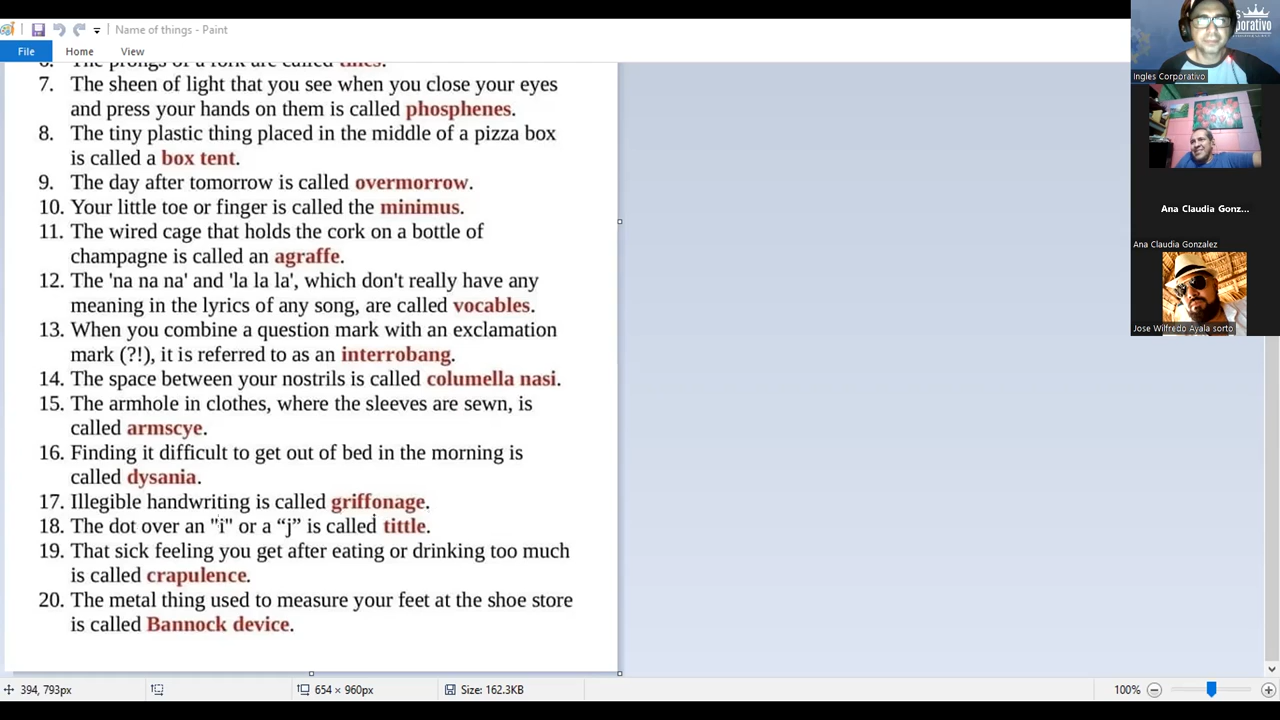 Name of things - Paint
File Home View
6. The prongs of a fork are called tines.
7. The sheen of light that you see when you close your eyes
and press your hands on them is called phosphenes.
8. The tiny plastic thing placed in the middle of a pizza box
is called a box tent.
9. The day after tomorrow is called overmorrow.
10. Your little toe or finger is called the minimus.
11. The wired cage that holds the cork on a bottle of
champagne is called an agraffe.
12. The 'na na na' and 'la la la', which don't really have any
meaning in the lyrics of any song, are called vocables.
13. When you combine a question mark with an exclamation
mark (?!), it is referred to as an interrobang.
14. The space between your nostrils is called columella nasi.
15. The armhole in clothes, where the sleeves are sewn, is
called armscye.
16. Finding it difficult to get out of bed in the morning is
called dysania.
17. Illegible handwriting is called griffonage.
18. The dot over an "i" or a “j” is called tittle.
19. That sick feeling you get after eating or drinking too much
is called crapulence.
20. The metal thing used to measure your feet at the shoe store
is called Bannock device.
394, 793px
654 × 960px
Size: 162.3KB
100%
Ingles Corporativo
Ana Claudia Gonz...
Ana Claudia Gonzalez
Jose Wilfredo Ayala sorto